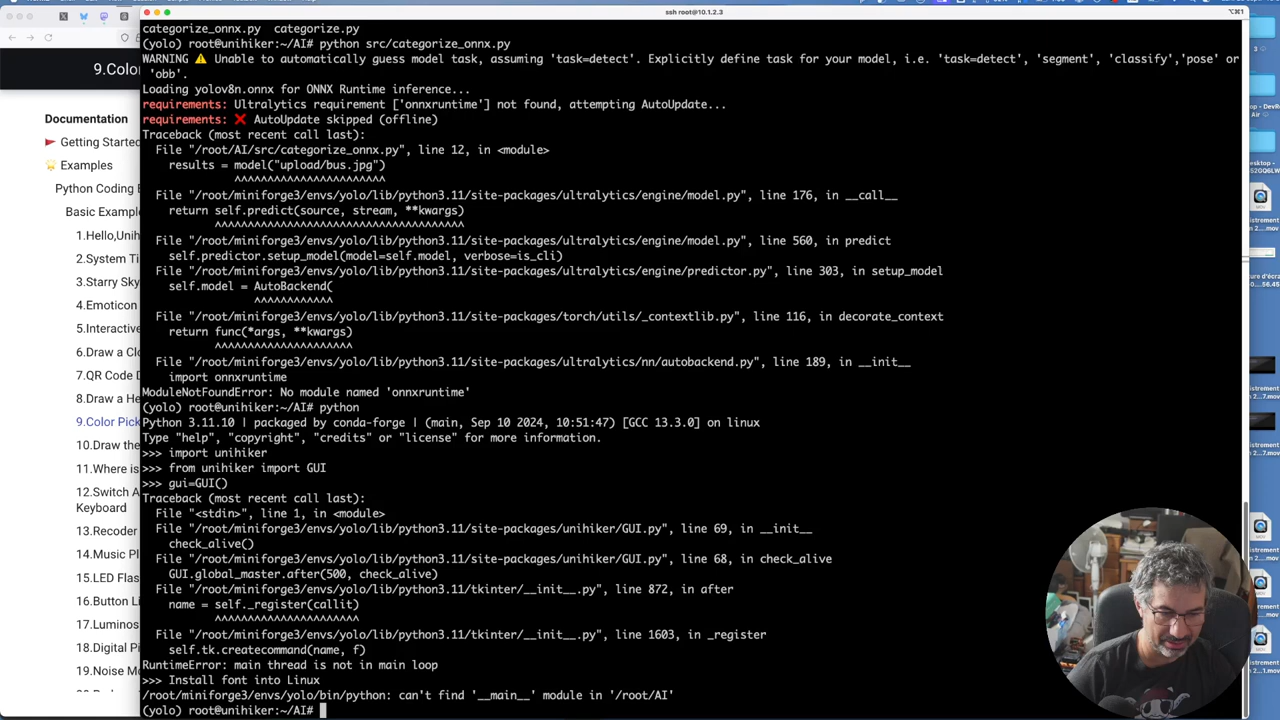 ssh root@10.1.2.3
⌥⌘1
categorize_onnx.py  categorize.py
(yolo) root@unihiker:~/AI# python src/categorize_onnx.py
WARNING ⚠️ Unable to automatically guess model task, assuming 'task=detect'. Explicitly define task for your model, i.e. 'task=detect', 'segment', 'classify','pose' or
'obb'.
Loading yolov8n.onnx for ONNX Runtime inference...
requirements: Ultralytics requirement ['onnxruntime'] not found, attempting AutoUpdate...
requirements: ❌ AutoUpdate skipped (offline)
Traceback (most recent call last):
File "/root/AI/src/categorize_onnx.py", line 12, in <module>
results = model("upload/bus.jpg")
^^^^^^^^^^^^^^^^^^^^^^^
File "/root/miniforge3/envs/yolo/lib/python3.11/site-packages/ultralytics/engine/model.py", line 176, in __call__
return self.predict(source, stream, **kwargs)
^^^^^^^^^^^^^^^^^^^^^^^^^^^^^^^^^^^^^^
File "/root/miniforge3/envs/yolo/lib/python3.11/site-packages/ultralytics/engine/model.py", line 560, in predict
self.predictor.setup_model(model=self.model, verbose=is_cli)
File "/root/miniforge3/envs/yolo/lib/python3.11/site-packages/ultralytics/engine/predictor.py", line 303, in setup_model
self.model = AutoBackend(
^^^^^^^^^^^^
File "/root/miniforge3/envs/yolo/lib/python3.11/site-packages/torch/utils/_contextlib.py", line 116, in decorate_context
return func(*args, **kwargs)
^^^^^^^^^^^^^^^^^^^^^
File "/root/miniforge3/envs/yolo/lib/python3.11/site-packages/ultralytics/nn/autobackend.py", line 189, in __init__
import onnxruntime
ModuleNotFoundError: No module named 'onnxruntime'
(yolo) root@unihiker:~/AI# python
Python 3.11.10 | packaged by conda-forge | (main, Sep 10 2024, 10:51:47) [GCC 13.3.0] on linux
Type "help", "copyright", "credits" or "license" for more information.
>>> import unihiker
>>> from unihiker import GUI
>>> gui=GUI()
Traceback (most recent call last):
File "<stdin>", line 1, in <module>
File "/root/miniforge3/envs/yolo/lib/python3.11/site-packages/unihiker/GUI.py", line 69, in __init__
check_alive()
File "/root/miniforge3/envs/yolo/lib/python3.11/site-packages/unihiker/GUI.py", line 68, in check_alive
GUI.global_master.after(500, check_alive)
File "/root/miniforge3/envs/yolo/lib/python3.11/tkinter/__init__.py", line 872, in after
name = self._register(callit)
^^^^^^^^^^^^^^^^^^^^^^
File "/root/miniforge3/envs/yolo/lib/python3.11/tkinter/__init__.py", line 1603, in _register
self.tk.createcommand(name, f)
RuntimeError: main thread is not in main loop
>>> Install font into Linux
/root/miniforge3/envs/yolo/bin/python: can't find '__main__' module in '/root/AI'
(yolo) root@unihiker:~/AI#
9.Color
Documentation
Getting Started
Examples
Python Coding
Basic Example
1.Hello,Unih
2.System Ti
3.Starry Sky
4.Emoticon
5.Interactive
6.Draw a Clo
7.QR Code
8.Draw a He
9.Color Pick
10.Draw the
11.Where is
12.Switch A
Keyboard
13.Recoder
14.Music Pl
15.LED Flas
16.Button Li
17.Luminos
18.Digital Pi
19.Noise Mo